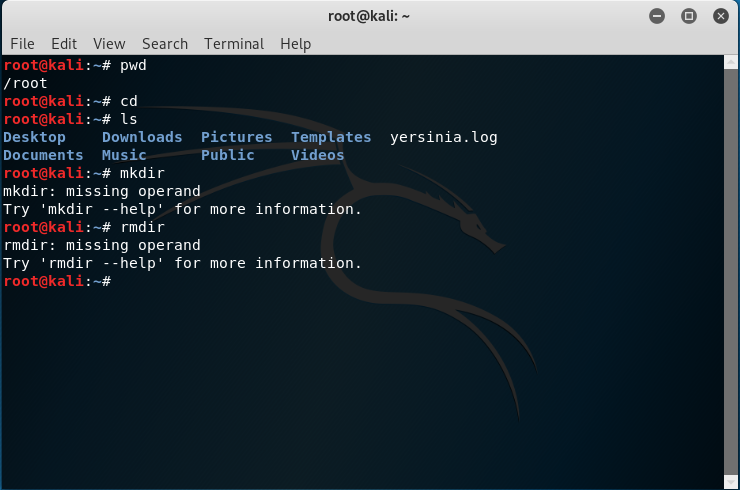 root@kali: ~
File Edit View Search Terminal Help
root@kali:~# pwd
/root
root@kali:~# cd
root@kali:~# ls
Desktop    Downloads  Pictures  Templates  yersinia.log
Documents  Music      Public    Videos
root@kali:~# mkdir
mkdir: missing operand
Try 'mkdir --help' for more information.
root@kali:~# rmdir
rmdir: missing operand
Try 'rmdir --help' for more information.
root@kali:~#